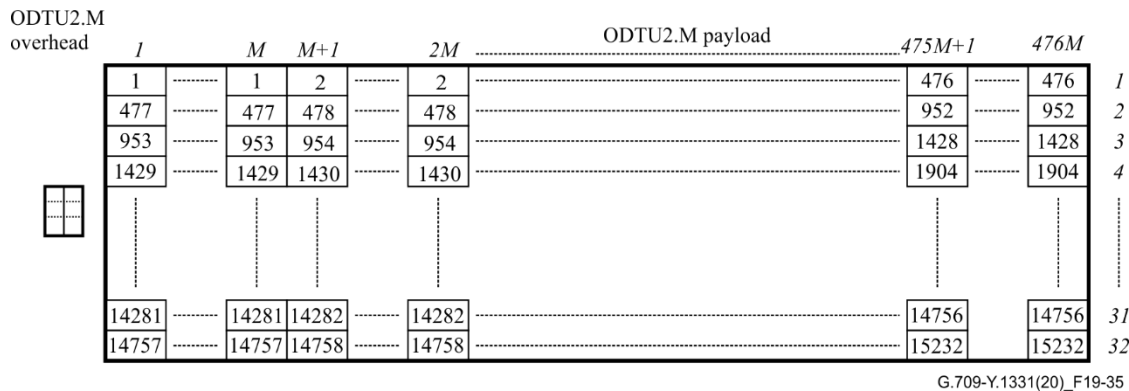 ODTU2.M
overhead
1 M M+1 2M ODTU2.M payload 475M+1 476M
1 1 2 2 476 476 1
477 477 478 478 952 952 2
953 953 954 954 1428 1428 3
1429 1429 1430 1430 1904 1904 4
14281 14281 14282 14282 14756 14756 31
14757 14757 14758 14758 15232 15232 32
G.709-Y.1331(20)_F19-35